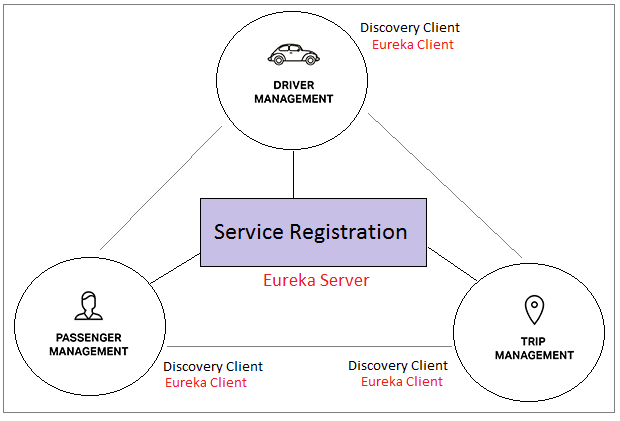 Discovery Client
Eureka Client
DRIVER
MANAGEMENT
Service Registration
Eureka Server
PASSENGER
MANAGEMENT
TRIP
MANAGEMENT
Discovery Client
Eureka Client
Discovery Client
Eureka Client